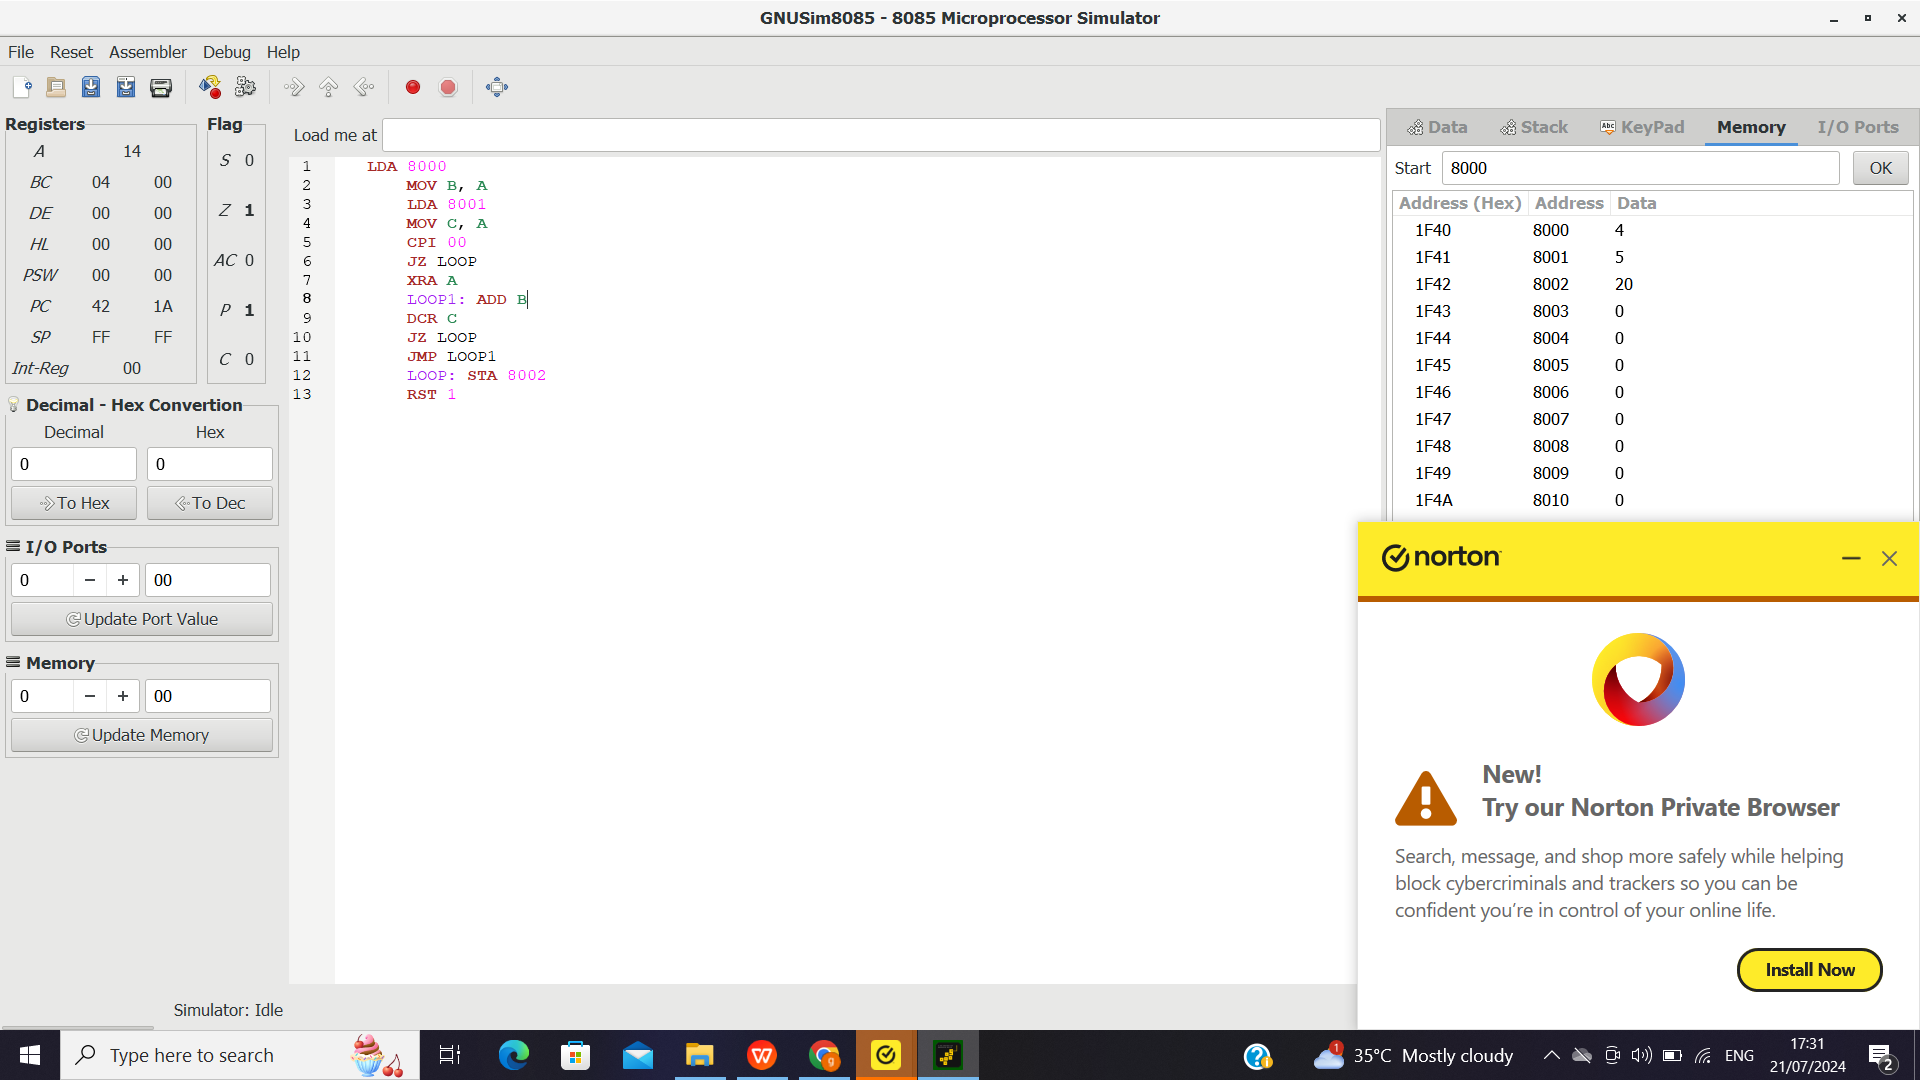 GNUSim8085 - 8085 Microprocessor Simulator
File Reset Assembler Debug Help
Registers
A 14
BC 04 00
DE 00 00
HL 00 00
PSW 00 00
PC 42 1A
SP FF FF
Int-Reg 00
Flag
S 0
Z 1
AC 0
P 1
C 0
Decimal - Hex Convertion
Decimal Hex
0 0
To Hex To Dec
I/O Ports
0 − + 00
Update Port Value
Memory
0 − + 00
Update Memory
Load me at
1 LDA 8000
2 MOV B, A
3 LDA 8001
4 MOV C, A
5 CPI 00
6 JZ LOOP
7 XRA A
8 LOOP1: ADD B
9 DCR C
10 JZ LOOP
11 JMP LOOP1
12 LOOP: STA 8002
13 RST 1
Data Stack Abc KeyPad Memory I/O Ports
Start 8000 OK
Address (Hex) Address Data
1F40 8000 4
1F41 8001 5
1F42 8002 20
1F43 8003 0
1F44 8004 0
1F45 8005 0
1F46 8006 0
1F47 8007 0
1F48 8008 0
1F49 8009 0
1F4A 8010 0
norton
New!
Try our Norton Private Browser
Search, message, and shop more safely while helping
block cybercriminals and trackers so you can be
confident you're in control of your online life.
Install Now
Simulator: Idle
Type here to search
1
35°C Mostly cloudy
ENG
17:31
21/07/2024
2